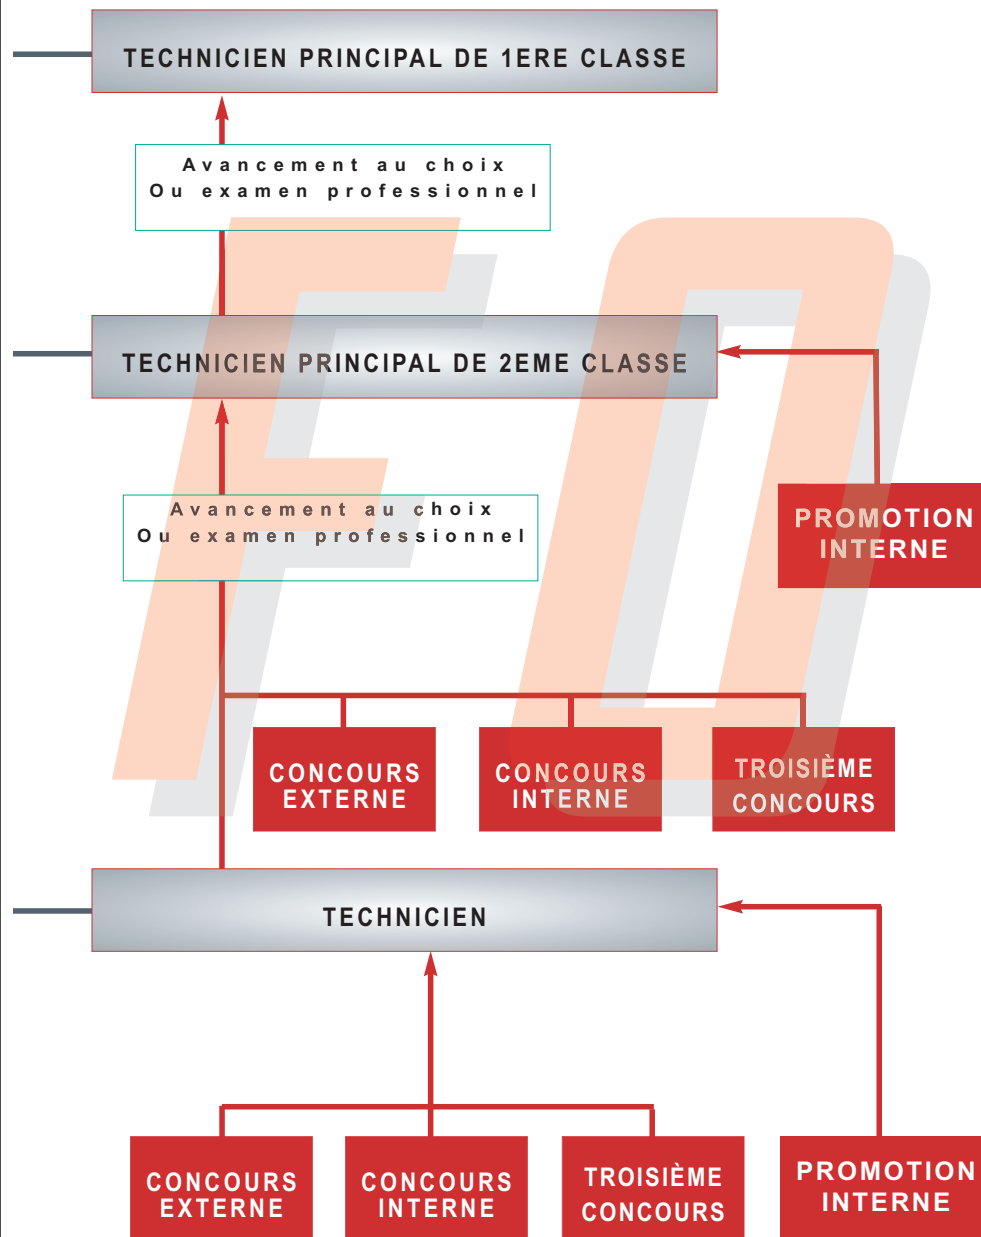 TECHNICIEN PRINCIPAL DE 1ERE CLASSE
Avancement au choix
Ou examen professionnel
TECHNICIEN PRINCIPAL DE 2EME CLASSE
Avancement au choix
Ou examen professionnel
PROMOTION
INTERNE
CONCOURS
EXTERNE
CONCOURS
INTERNE
TROISIÈME
CONCOURS
TECHNICIEN
CONCOURS
EXTERNE
CONCOURS
INTERNE
TROISIÈME
CONCOURS
PROMOTION
INTERNE
FO